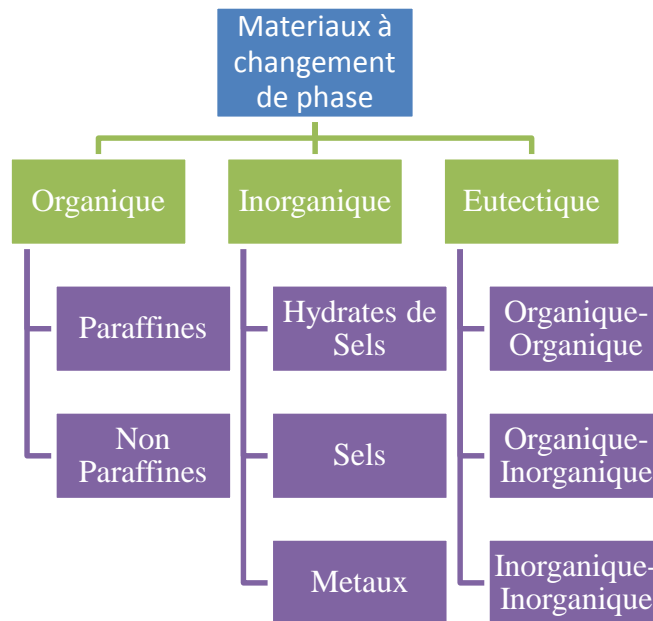 Materiaux à
changement
de phase
Organique
Inorganique
Eutectique
Paraffines
Non
Paraffines
Hydrates de
Sels
Sels
Metaux
Organique-
Organique
Organique-
Inorganique
Inorganique-
Inorganique